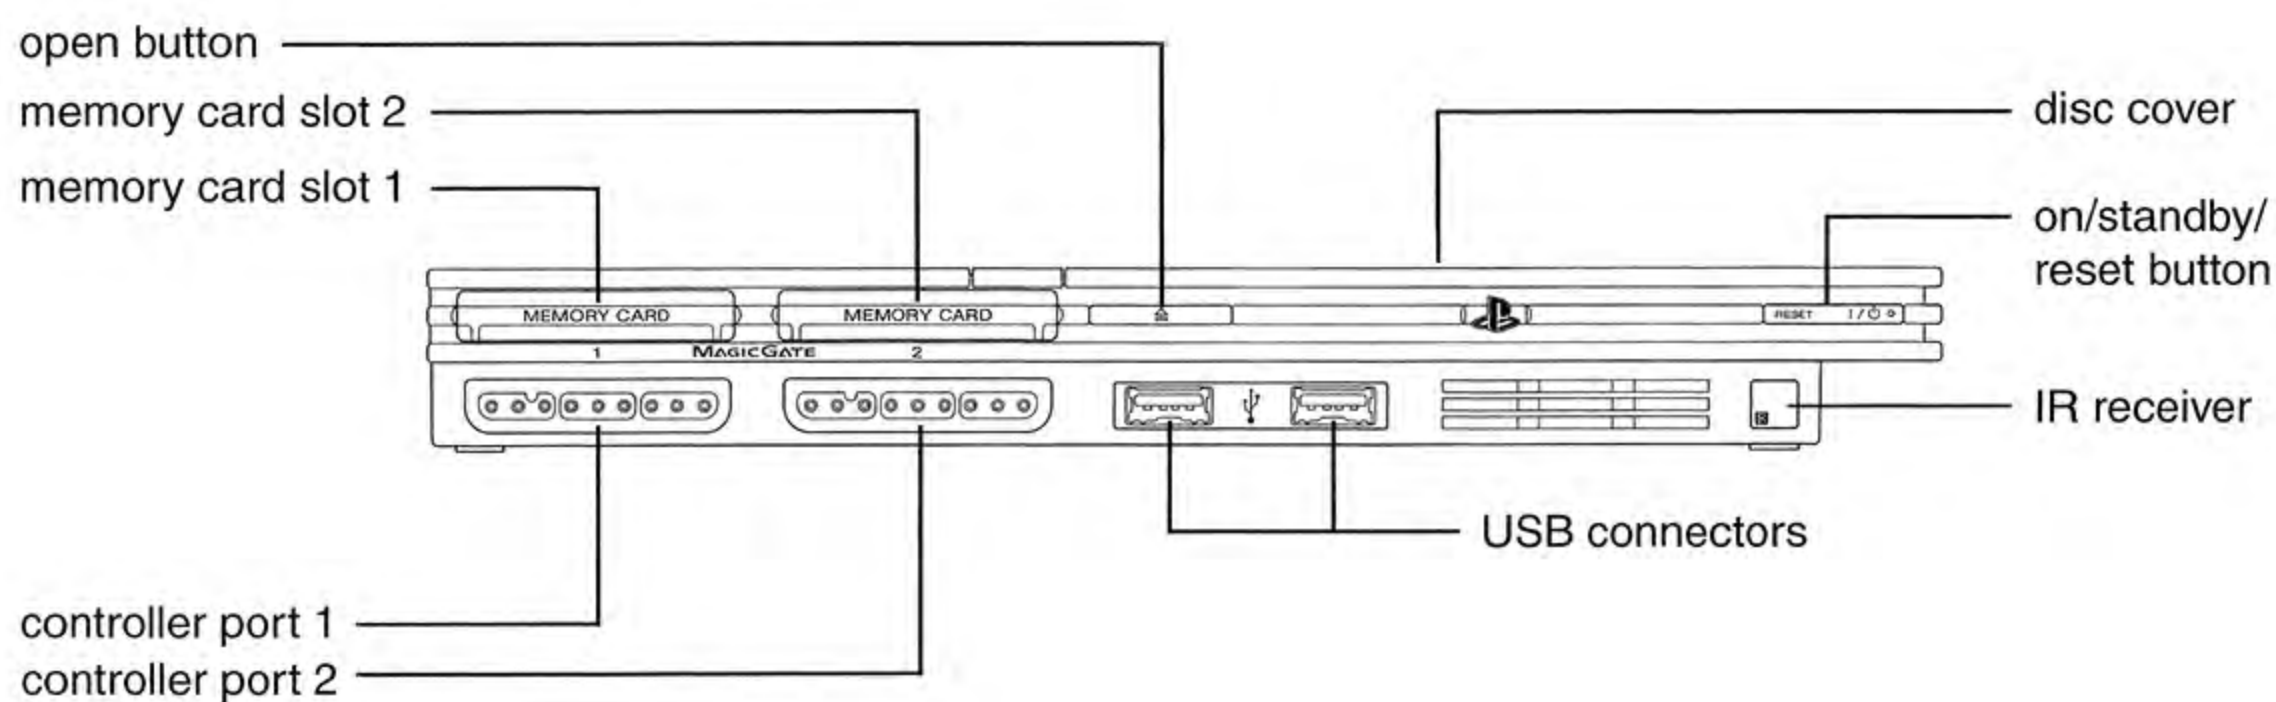 open button
memory card slot 2
memory card slot 1
disc cover
on/standby/
reset button
MEMORY CARD
MEMORY CARD
RESET I/⏻
1 MAGICGATE 2
IR receiver
USB connectors
controller port 1
controller port 2